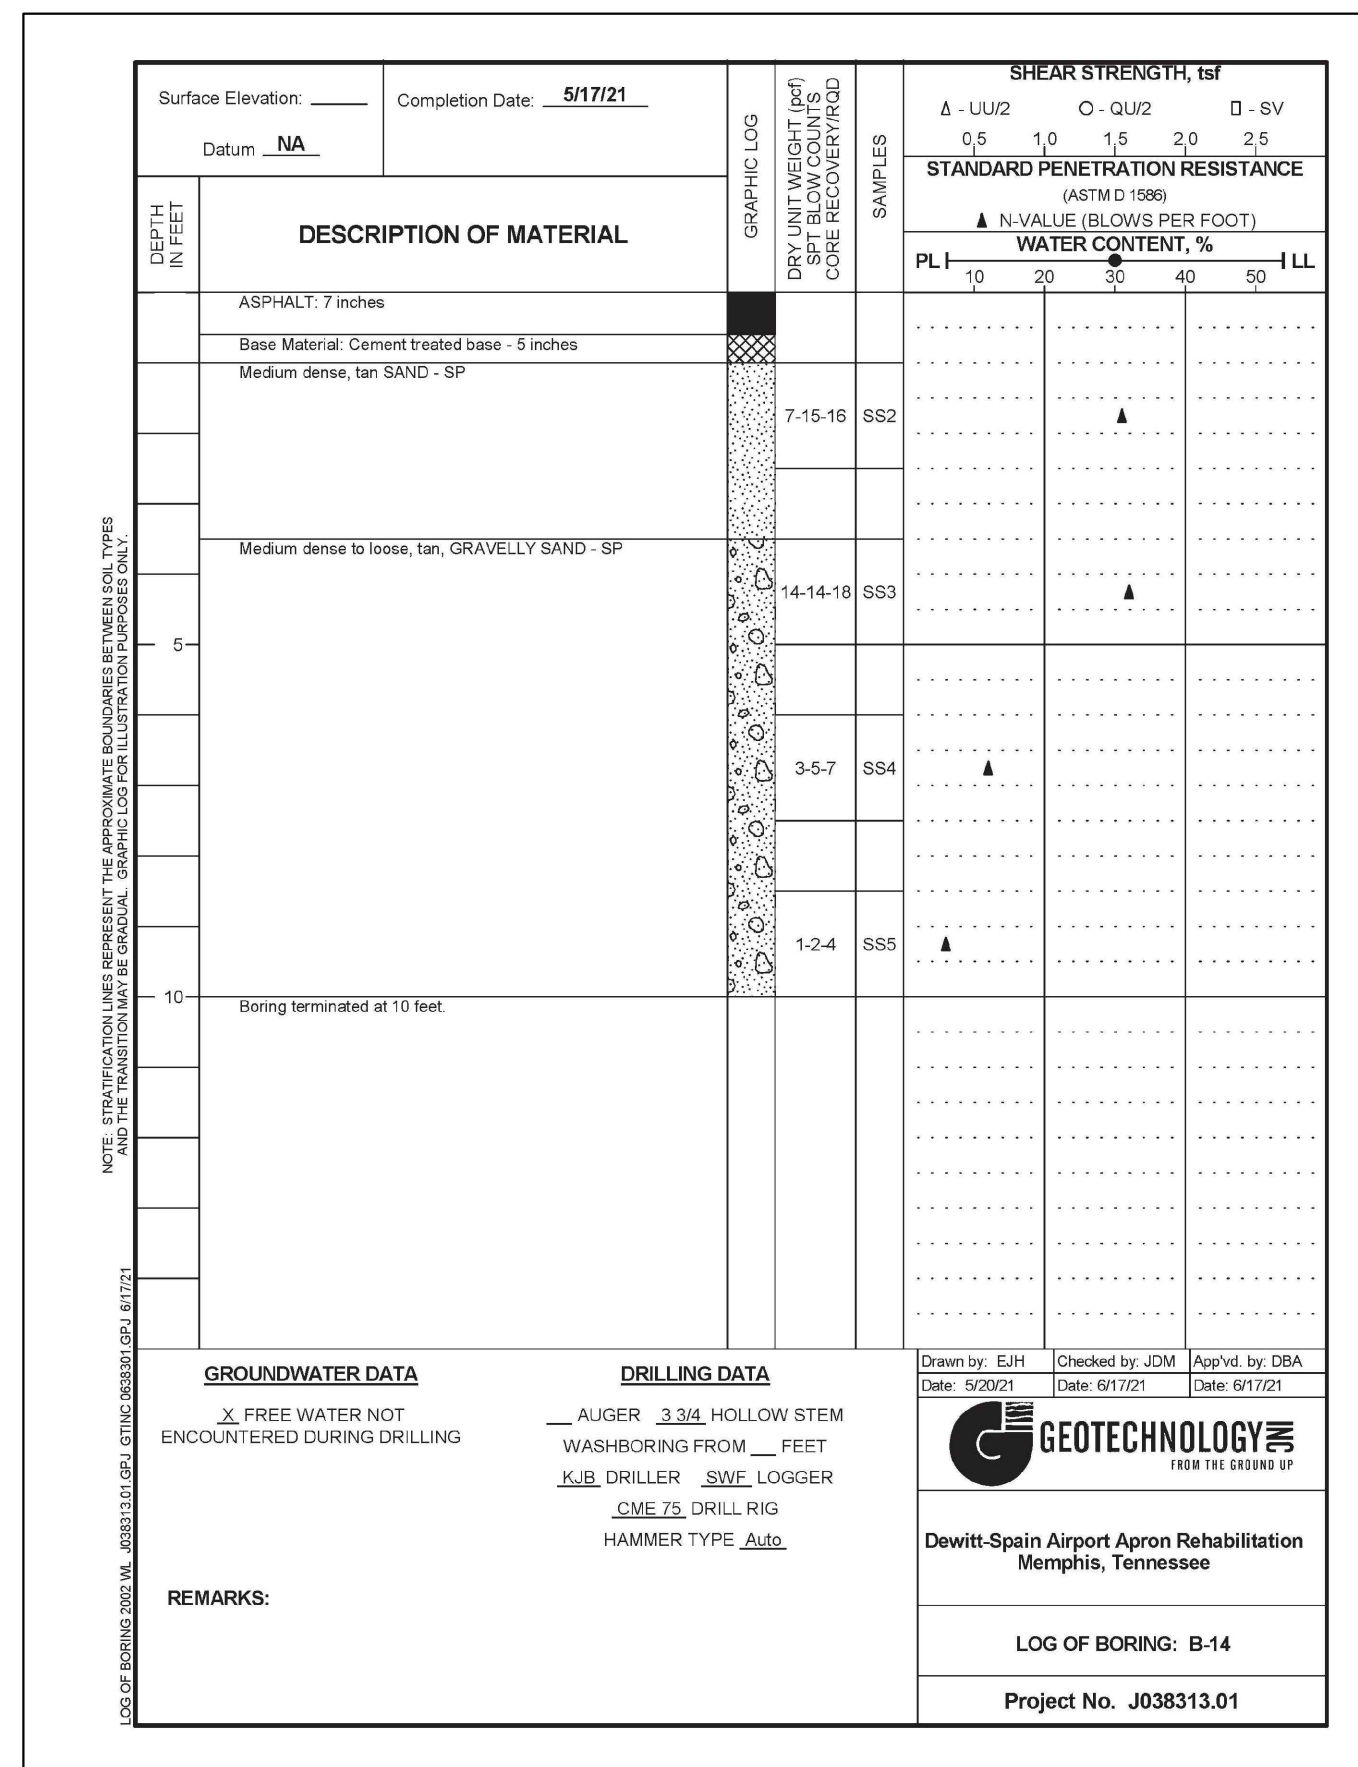 Surface Elevation: ______
Completion Date: 5/17/21
Datum NA
DEPTH
IN FEET
DESCRIPTION OF MATERIAL
GRAPHIC LOG
DRY UNIT WEIGHT (pcf)
SPT BLOW COUNTS
CORE RECOVERY/RQD
SAMPLES
SHEAR STRENGTH, tsf
Δ - UU/2 O - QU/2 □ - SV
0.5 1.0 1.5 2.0 2.5
STANDARD PENETRATION RESISTANCE
(ASTM D 1586)
▲ N-VALUE (BLOWS PER FOOT)
WATER CONTENT, %
PL LL
10 20 30 40 50
ASPHALT: 7 inches
Base Material: Cement treated base - 5 inches
Medium dense, tan SAND - SP
7-15-16 SS2
Medium dense to loose, tan, GRAVELLY SAND - SP
14-14-18 SS3
5
3-5-7 SS4
1-2-4 SS5
10
Boring terminated at 10 feet.
NOTE: STRATIFICATION LINES REPRESENT THE APPROXIMATE BOUNDARIES BETWEEN SOIL TYPES
AND THE TRANSITION MAY BE GRADUAL. GRAPHIC LOG FOR ILLUSTRATION PURPOSES ONLY.
LOG OF BORING 2002 WL J038313.01.GPJ GTINC 0638301.GPJ 6/17/21
GROUNDWATER DATA
X FREE WATER NOT
ENCOUNTERED DURING DRILLING
DRILLING DATA
___ AUGER 3 3/4 HOLLOW STEM
WASHBORING FROM ___ FEET
KJB DRILLER SWF LOGGER
CME 75 DRILL RIG
HAMMER TYPE Auto
REMARKS:
Drawn by: EJH Checked by: JDM App'vd. by: DBA
Date: 5/20/21 Date: 6/17/21 Date: 6/17/21
GEOTECHNOLOGY INC
FROM THE GROUND UP
Dewitt-Spain Airport Apron Rehabilitation
Memphis, Tennessee
LOG OF BORING: B-14
Project No. J038313.01